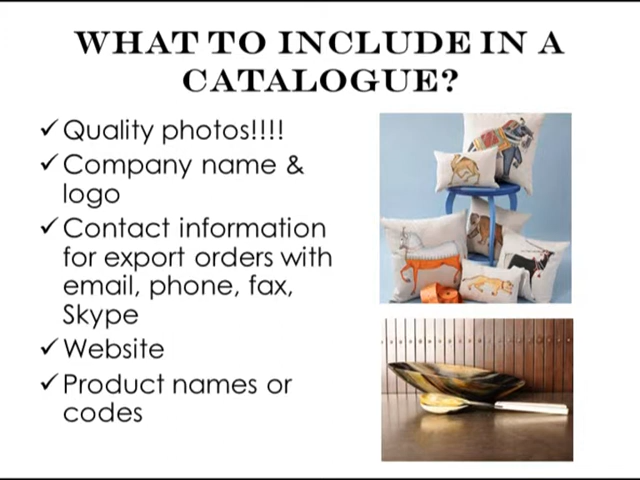 WHAT TO INCLUDE IN A
CATALOGUE?
✓ Quality photos!!!!
✓ Company name &
logo
✓ Contact information
for export orders with
email, phone, fax,
Skype
✓ Website
✓ Product names or
codes